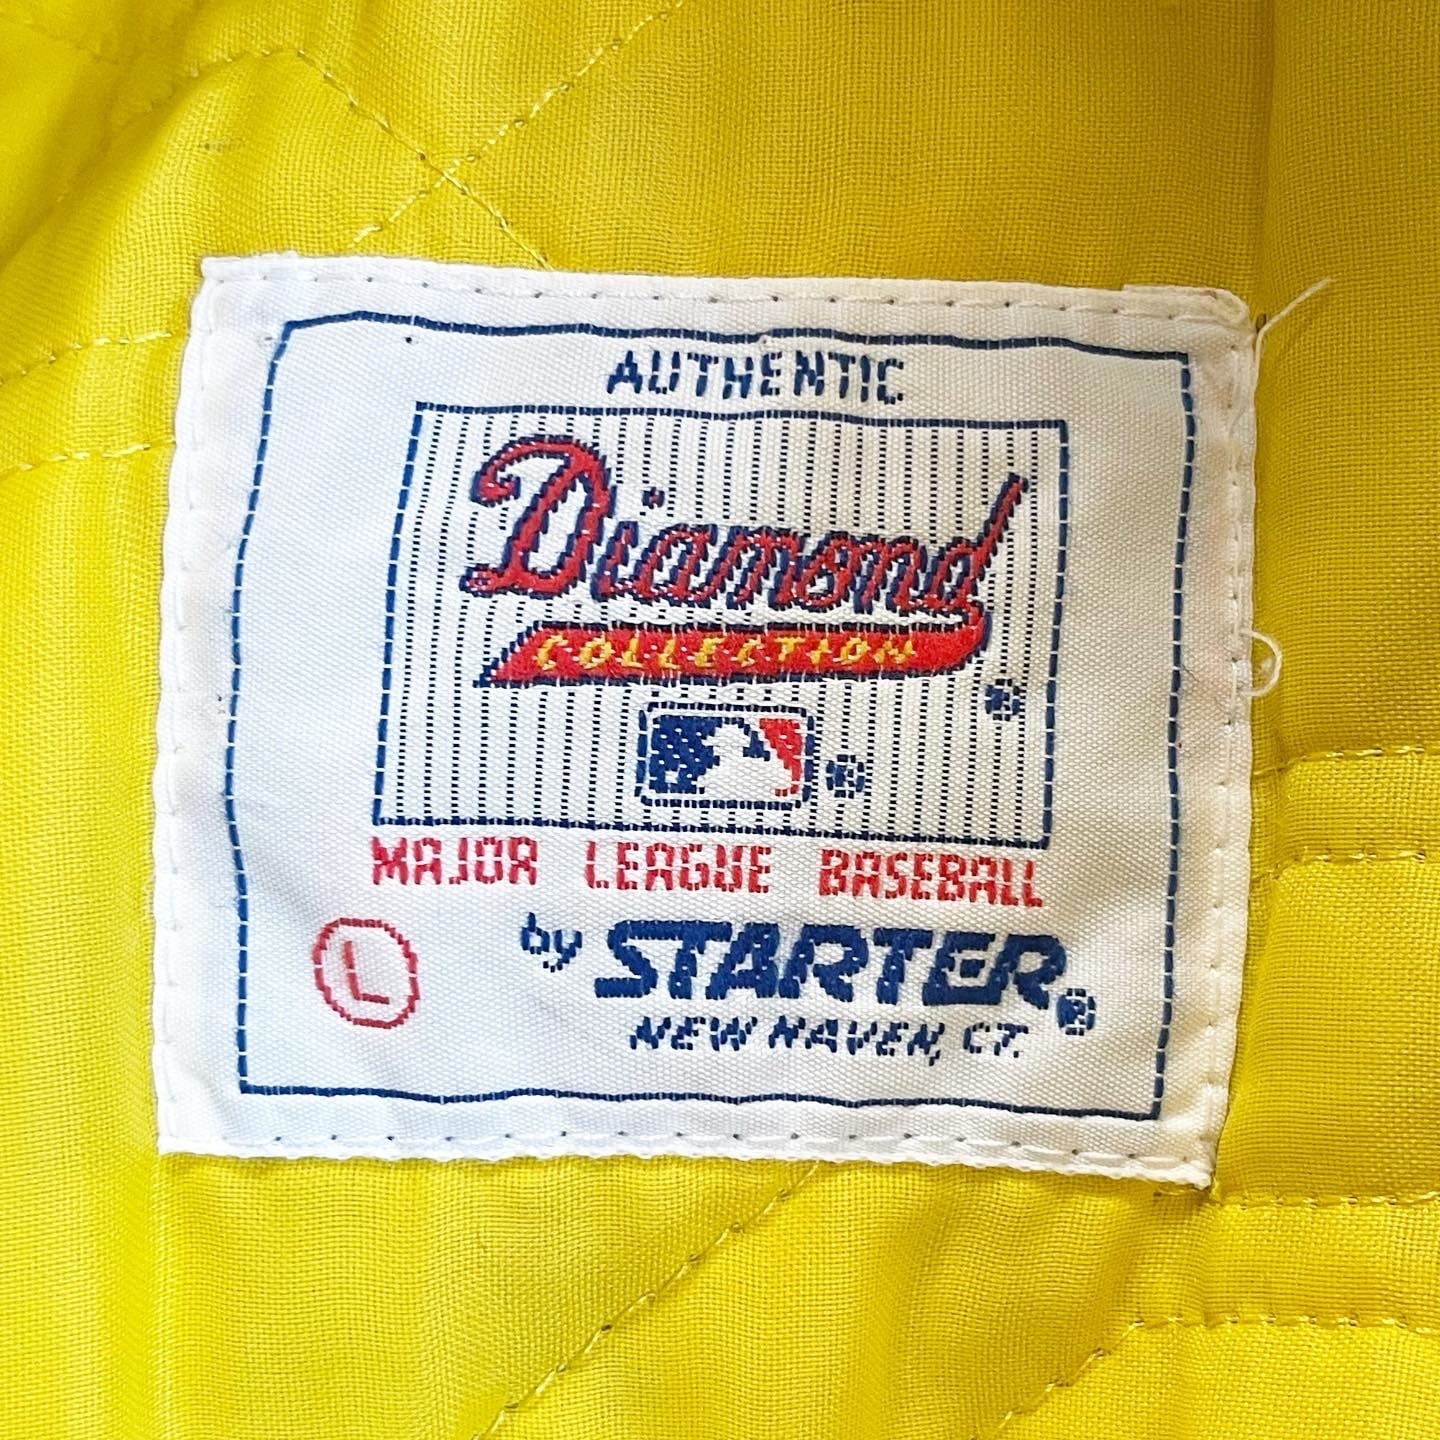 AUTHENTIC
Diamond
COLLECTION
®
®
MAJOR LEAGUE BASEBALL
L
by STARTER®
NEW HAVEN, CT.